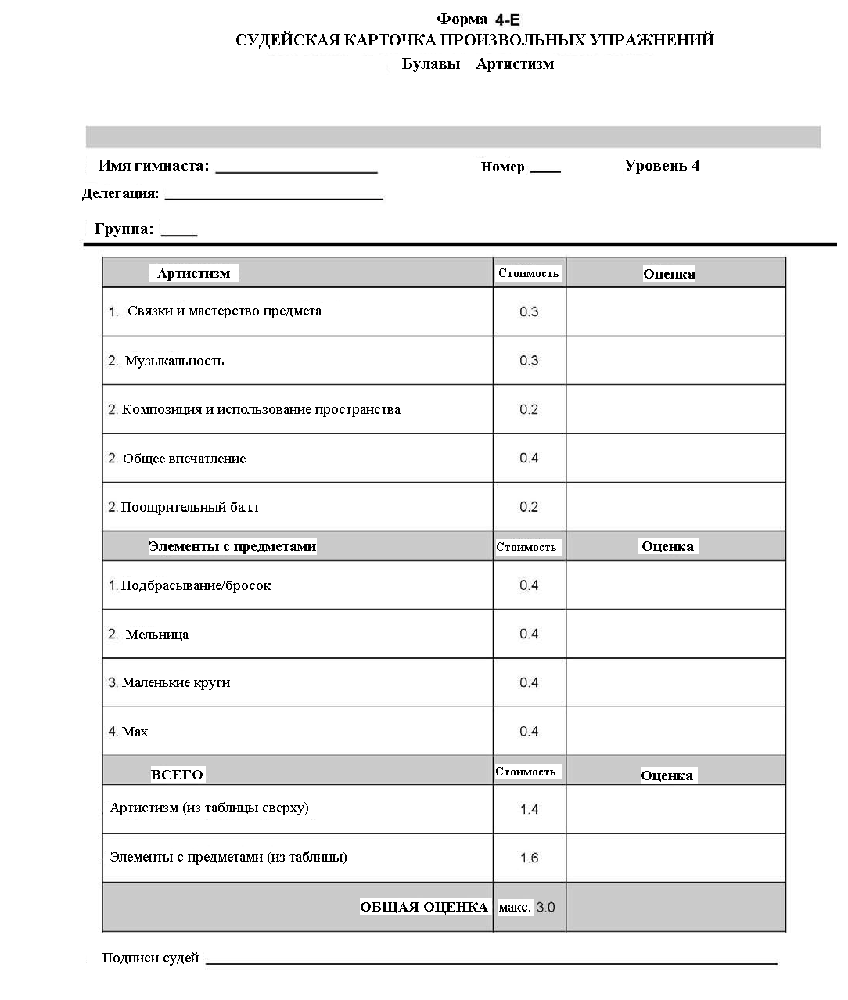 Форма 4-E
СУДЕЙСКАЯ КАРТОЧКА ПРОИЗВОЛЬНЫХ УПРАЖНЕНИЙ
Булавы Артистизм
Имя гимнаста: ____ Номер ____ Уровень 4
Делегация: ____
Группа: ____
Артистизм Стоимость Оценка
1. Связки и мастерство предмета 0.3
2. Музыкальность 0.3
2. Композиция и использование пространства 0.2
2. Общее впечатление 0.4
2. Поощрительный балл 0.2
Элементы с предметами Стоимость Оценка
1. Подбрасывание/бросок 0.4
2. Мельница 0.4
3. Маленькие круги 0.4
4. Мах 0.4
ВСЕГО Стоимость Оценка
Артистизм (из таблицы сверху) 1.4
Элементы с предметами (из таблицы) 1.6
ОБЩАЯ ОЦЕНКА макс. 3.0
Подписи судей ____